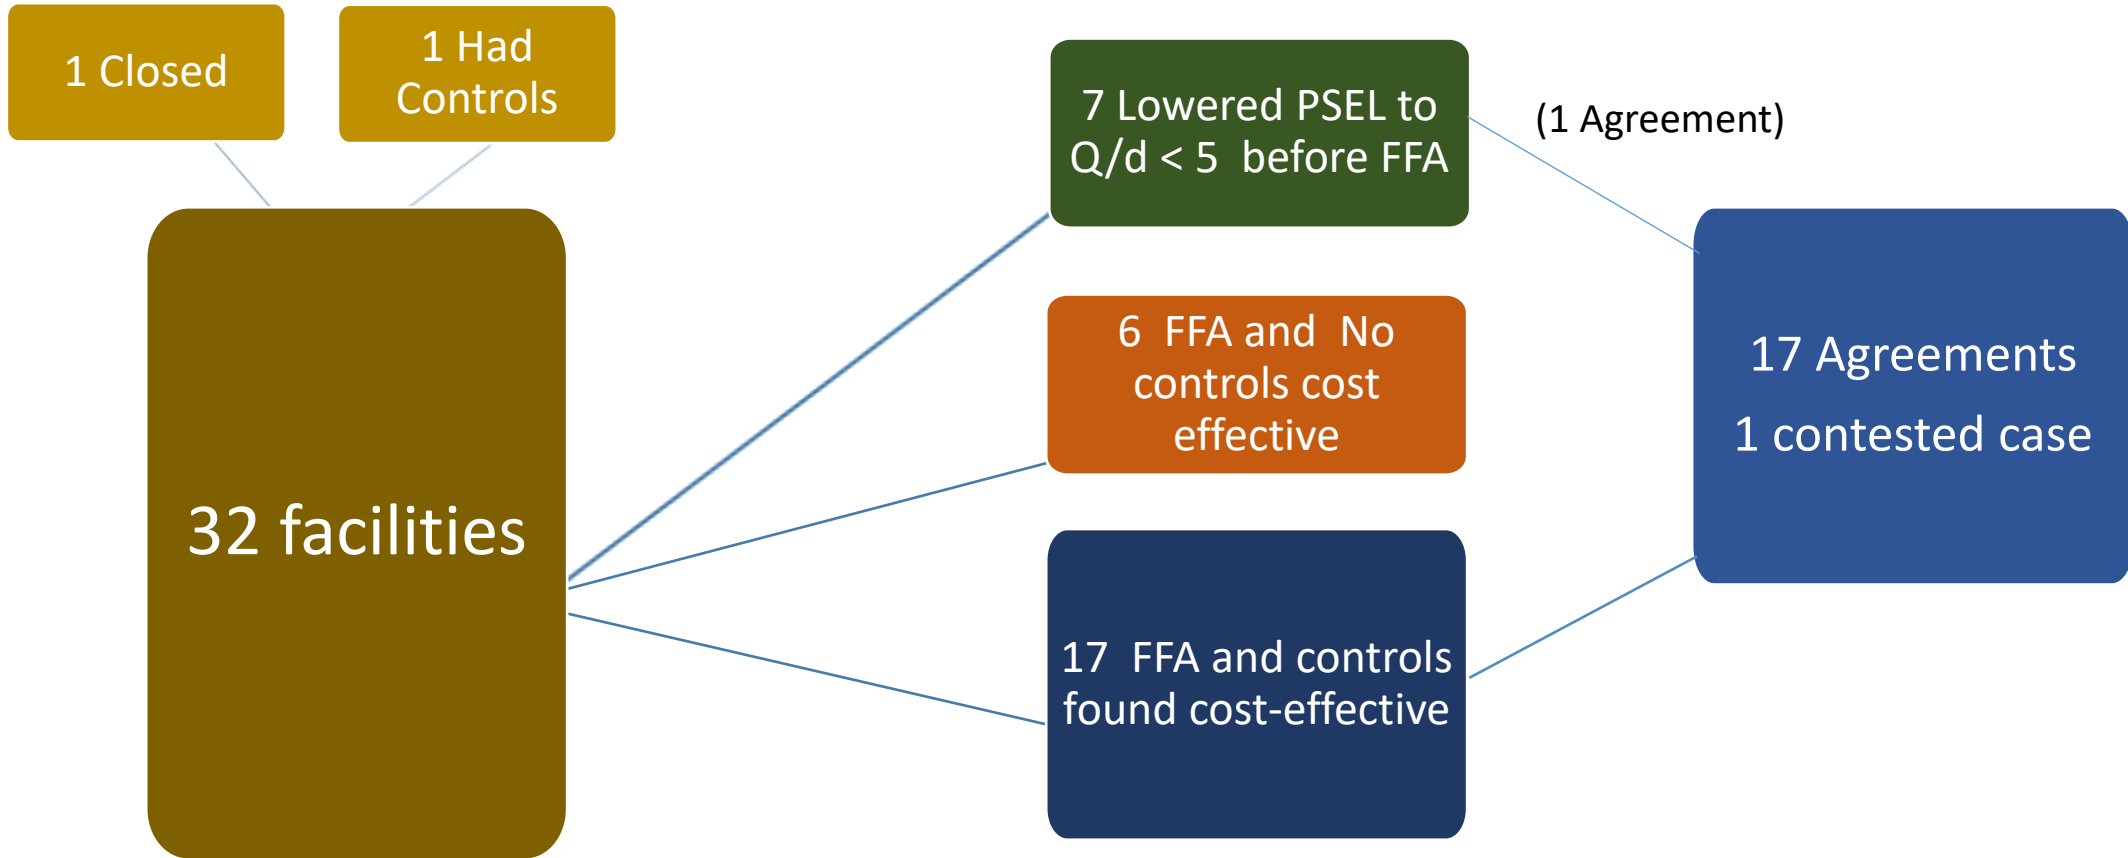 1 Closed
1 Had
Controls
32 facilities
7 Lowered PSEL to
Q/d < 5 before FFA
6 FFA and No
controls cost
effective
17 FFA and controls
found cost-effective
(1 Agreement)
17 Agreements
1 contested case